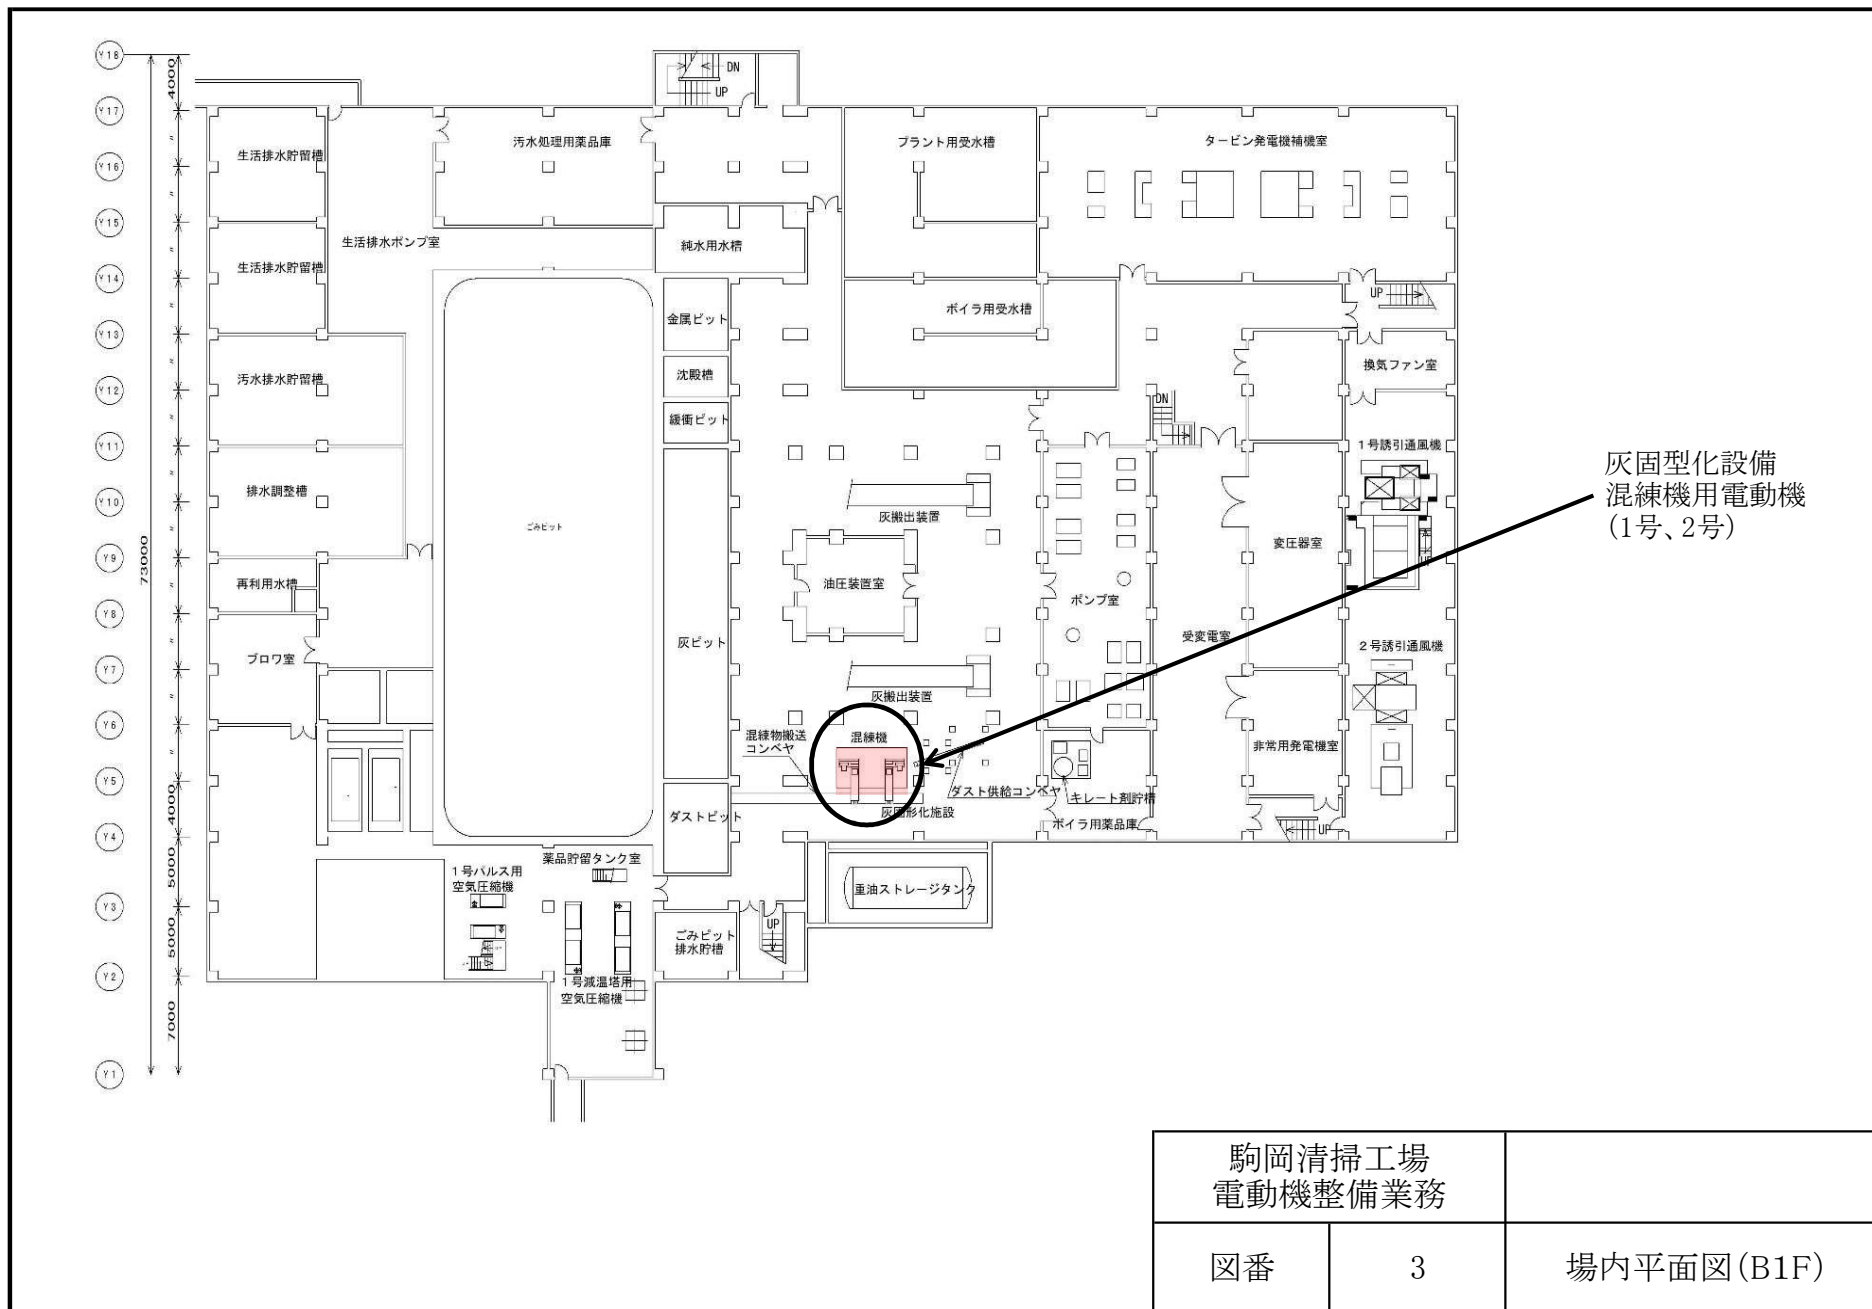 Y18
Y17
Y16
Y15
Y14
Y13
Y12
Y11
Y10
Y9
Y8
Y7
Y6
Y5
Y4
Y3
Y2
Y1
73000
4000
〃
〃
〃
〃
〃
〃
〃
〃
〃
〃
〃
〃
4000
5000
5000
7000
DN
UP
生活排水貯留槽
汚水処理用薬品庫
プラント用受水槽
タービン発電機補機室
生活排水ポンプ室
純水用水槽
生活排水貯留槽
UP
金属ピット
ボイラ用受水槽
汚水排水貯留槽
沈殿槽
換気ファン室
緩衝ピット
DN
1号誘引通風機
排水調整槽
ごみピット
灰搬出装置
変圧器室
UP
再利用水槽
油圧装置室
ポンプ室
灰ピット
受変電室
ブロワ室
2号誘引通風機
灰搬出装置
混練物搬送
コンベヤ
混練機
非常用発電機室
ダスト供給コンベヤ
キレート剤貯槽
灰固形化施設
ダストピット
ボイラ用薬品庫
UP
薬品貯留タンク室
1号パルス用
空気圧縮機
重油ストレージタンク
ごみピット
排水貯槽
UP
1号減温塔用
空気圧縮機
灰固型化設備
混練機用電動機
(1号、2号)
駒岡清掃工場
電動機整備業務
図番
3
場内平面図(B1F)